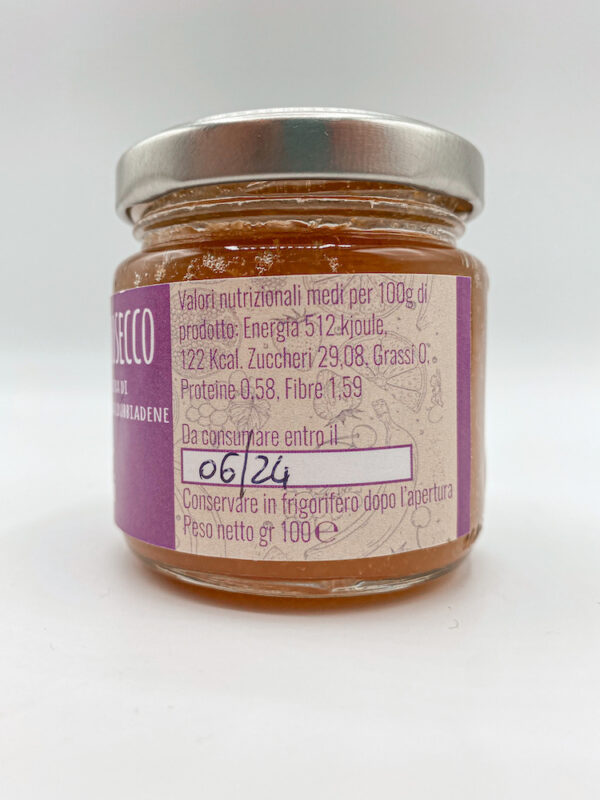 SECCO
DI
Valori nutrizionali medi per 100g di
prodotto: Energia 512 kjoule,
122 Kcal. Zuccheri 29,08, Grassi 0,
Proteine 0,58, Fibre 1,59
Da consumare entro il
06/24
Conservare in frigorifero dopo l'apertura
Peso netto gr 100 ℮